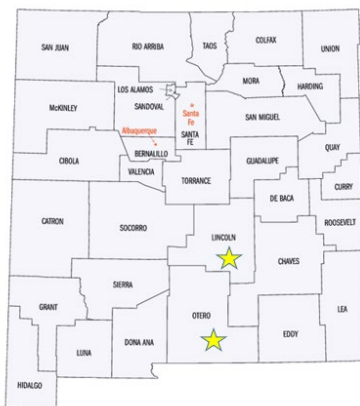 SAN JUAN
RIO ARRIBA
TAOS
COLFAX
UNION
LOS ALAMOS
MORA
HARDING
McKINLEY
SANDOVAL
Santa
Fe
SANTA
FE
SAN MIGUEL
Albuquerque
BERNALILLO
CIBOLA
VALENCIA
GUADALUPE
QUAY
TORRANCE
CURRY
DE BACA
CATRON
SOCORRO
LINCOLN
ROOSEVELT
CHAVES
SIERRA
GRANT
OTERO
LEA
LUNA
DONA ANA
EDDY
HIDALGO